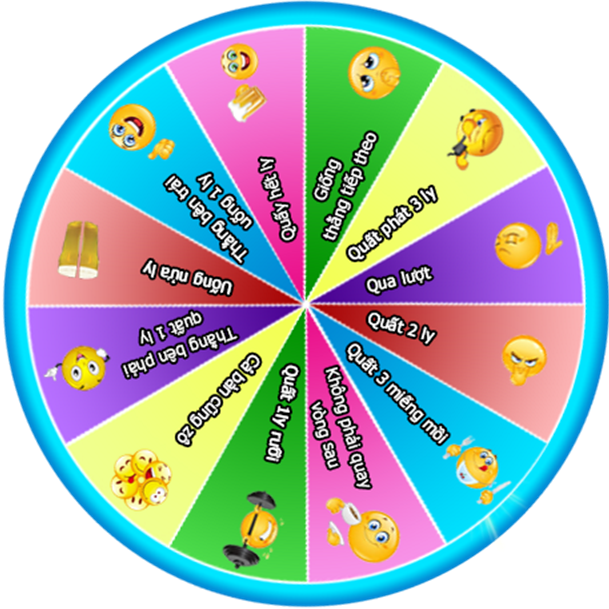 Giống
thằng tiếp theo
Quất phát 3 ly
Qua lượt
Quất 2 ly
Quất 3 miếng mồi
Không phải quay
vòng sau
Quất 1ly rưỡi
Cả bàn cùng zô
Thằng bên phải
quất 1 ly
Uống nửa ly
Thằng bên trái
uống 1 ly
Quẩy hết ly